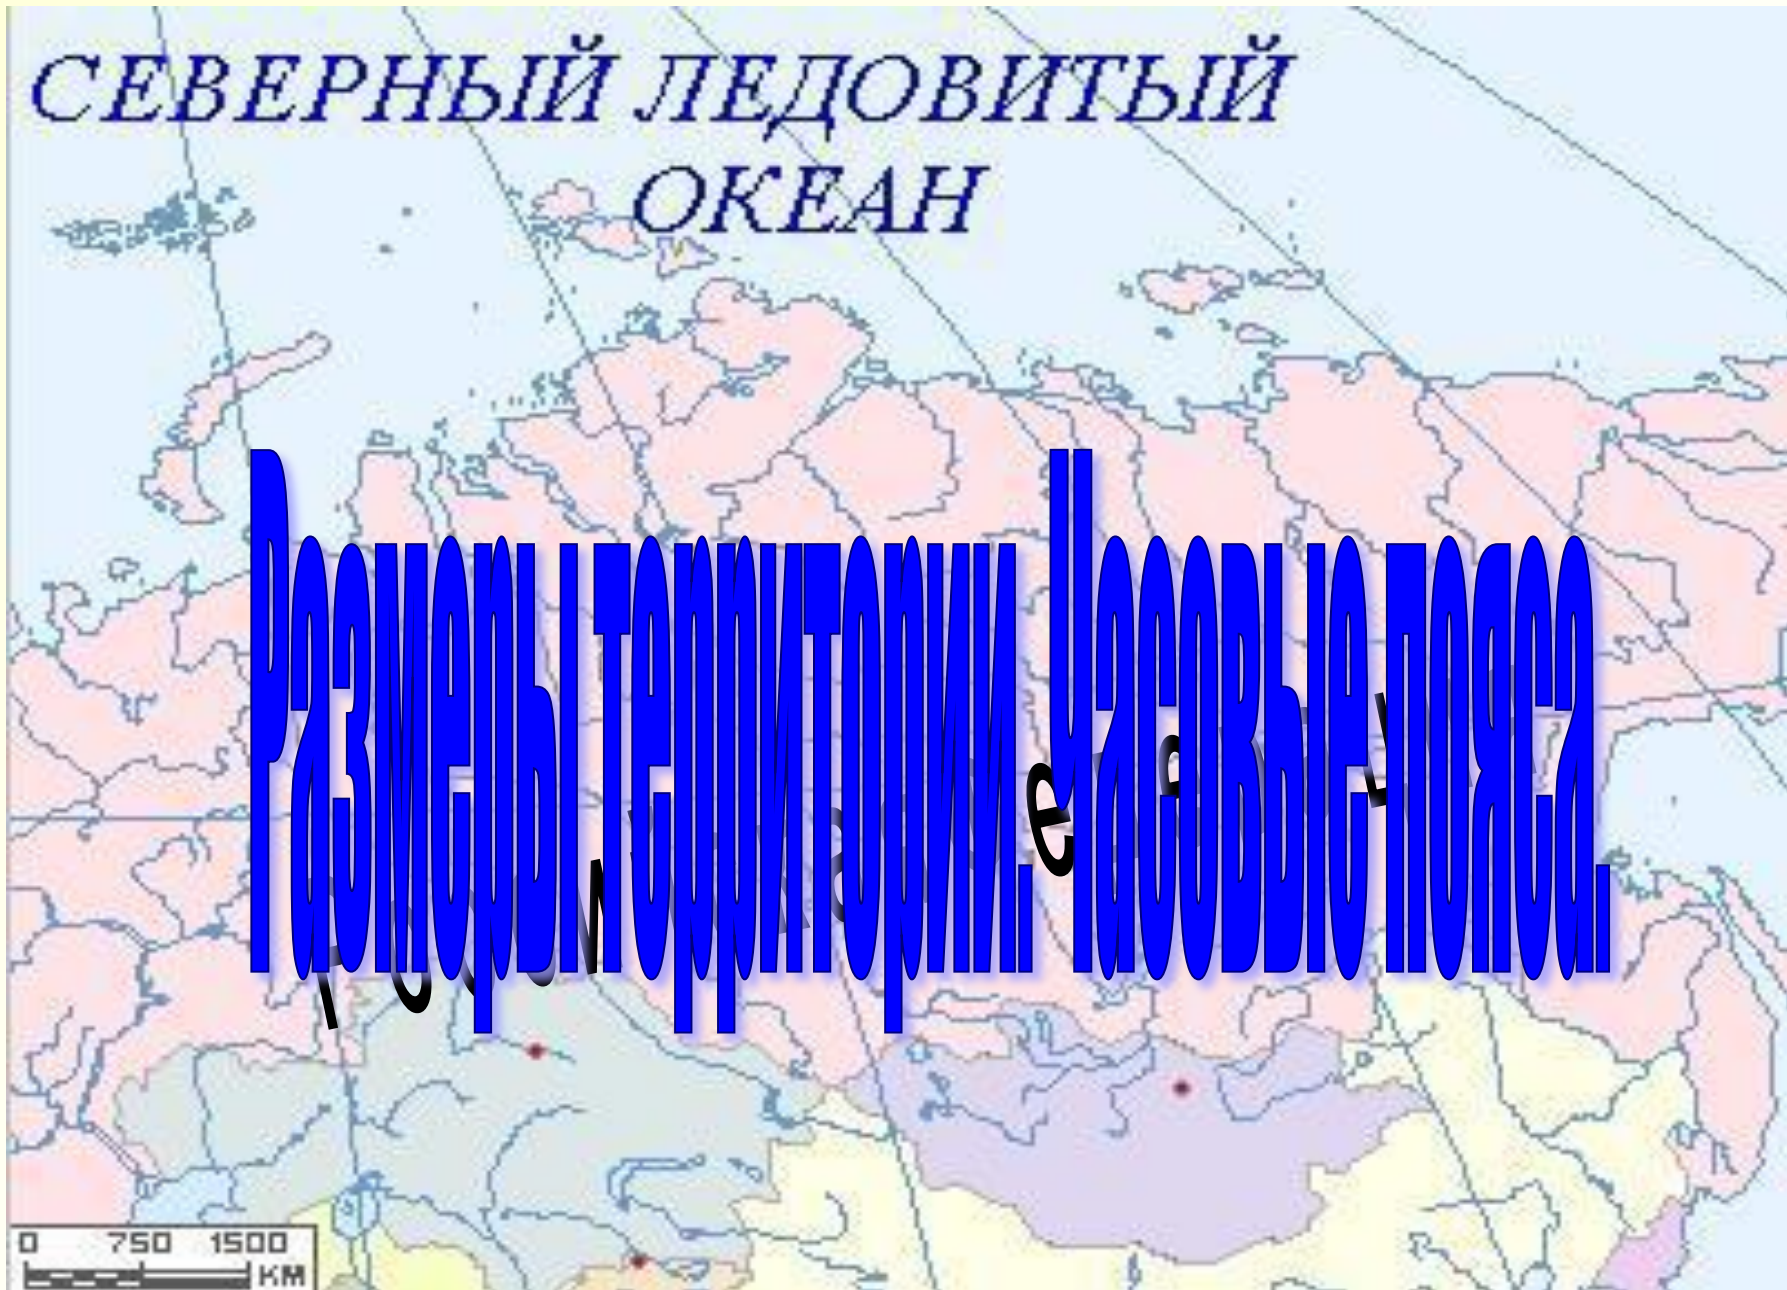 СЕВЕРНЫЙ ЛЕДОВИТЫЙ
ОКЕАН
Размеры территории. Часовые пояса.
0 750 1500
КМ